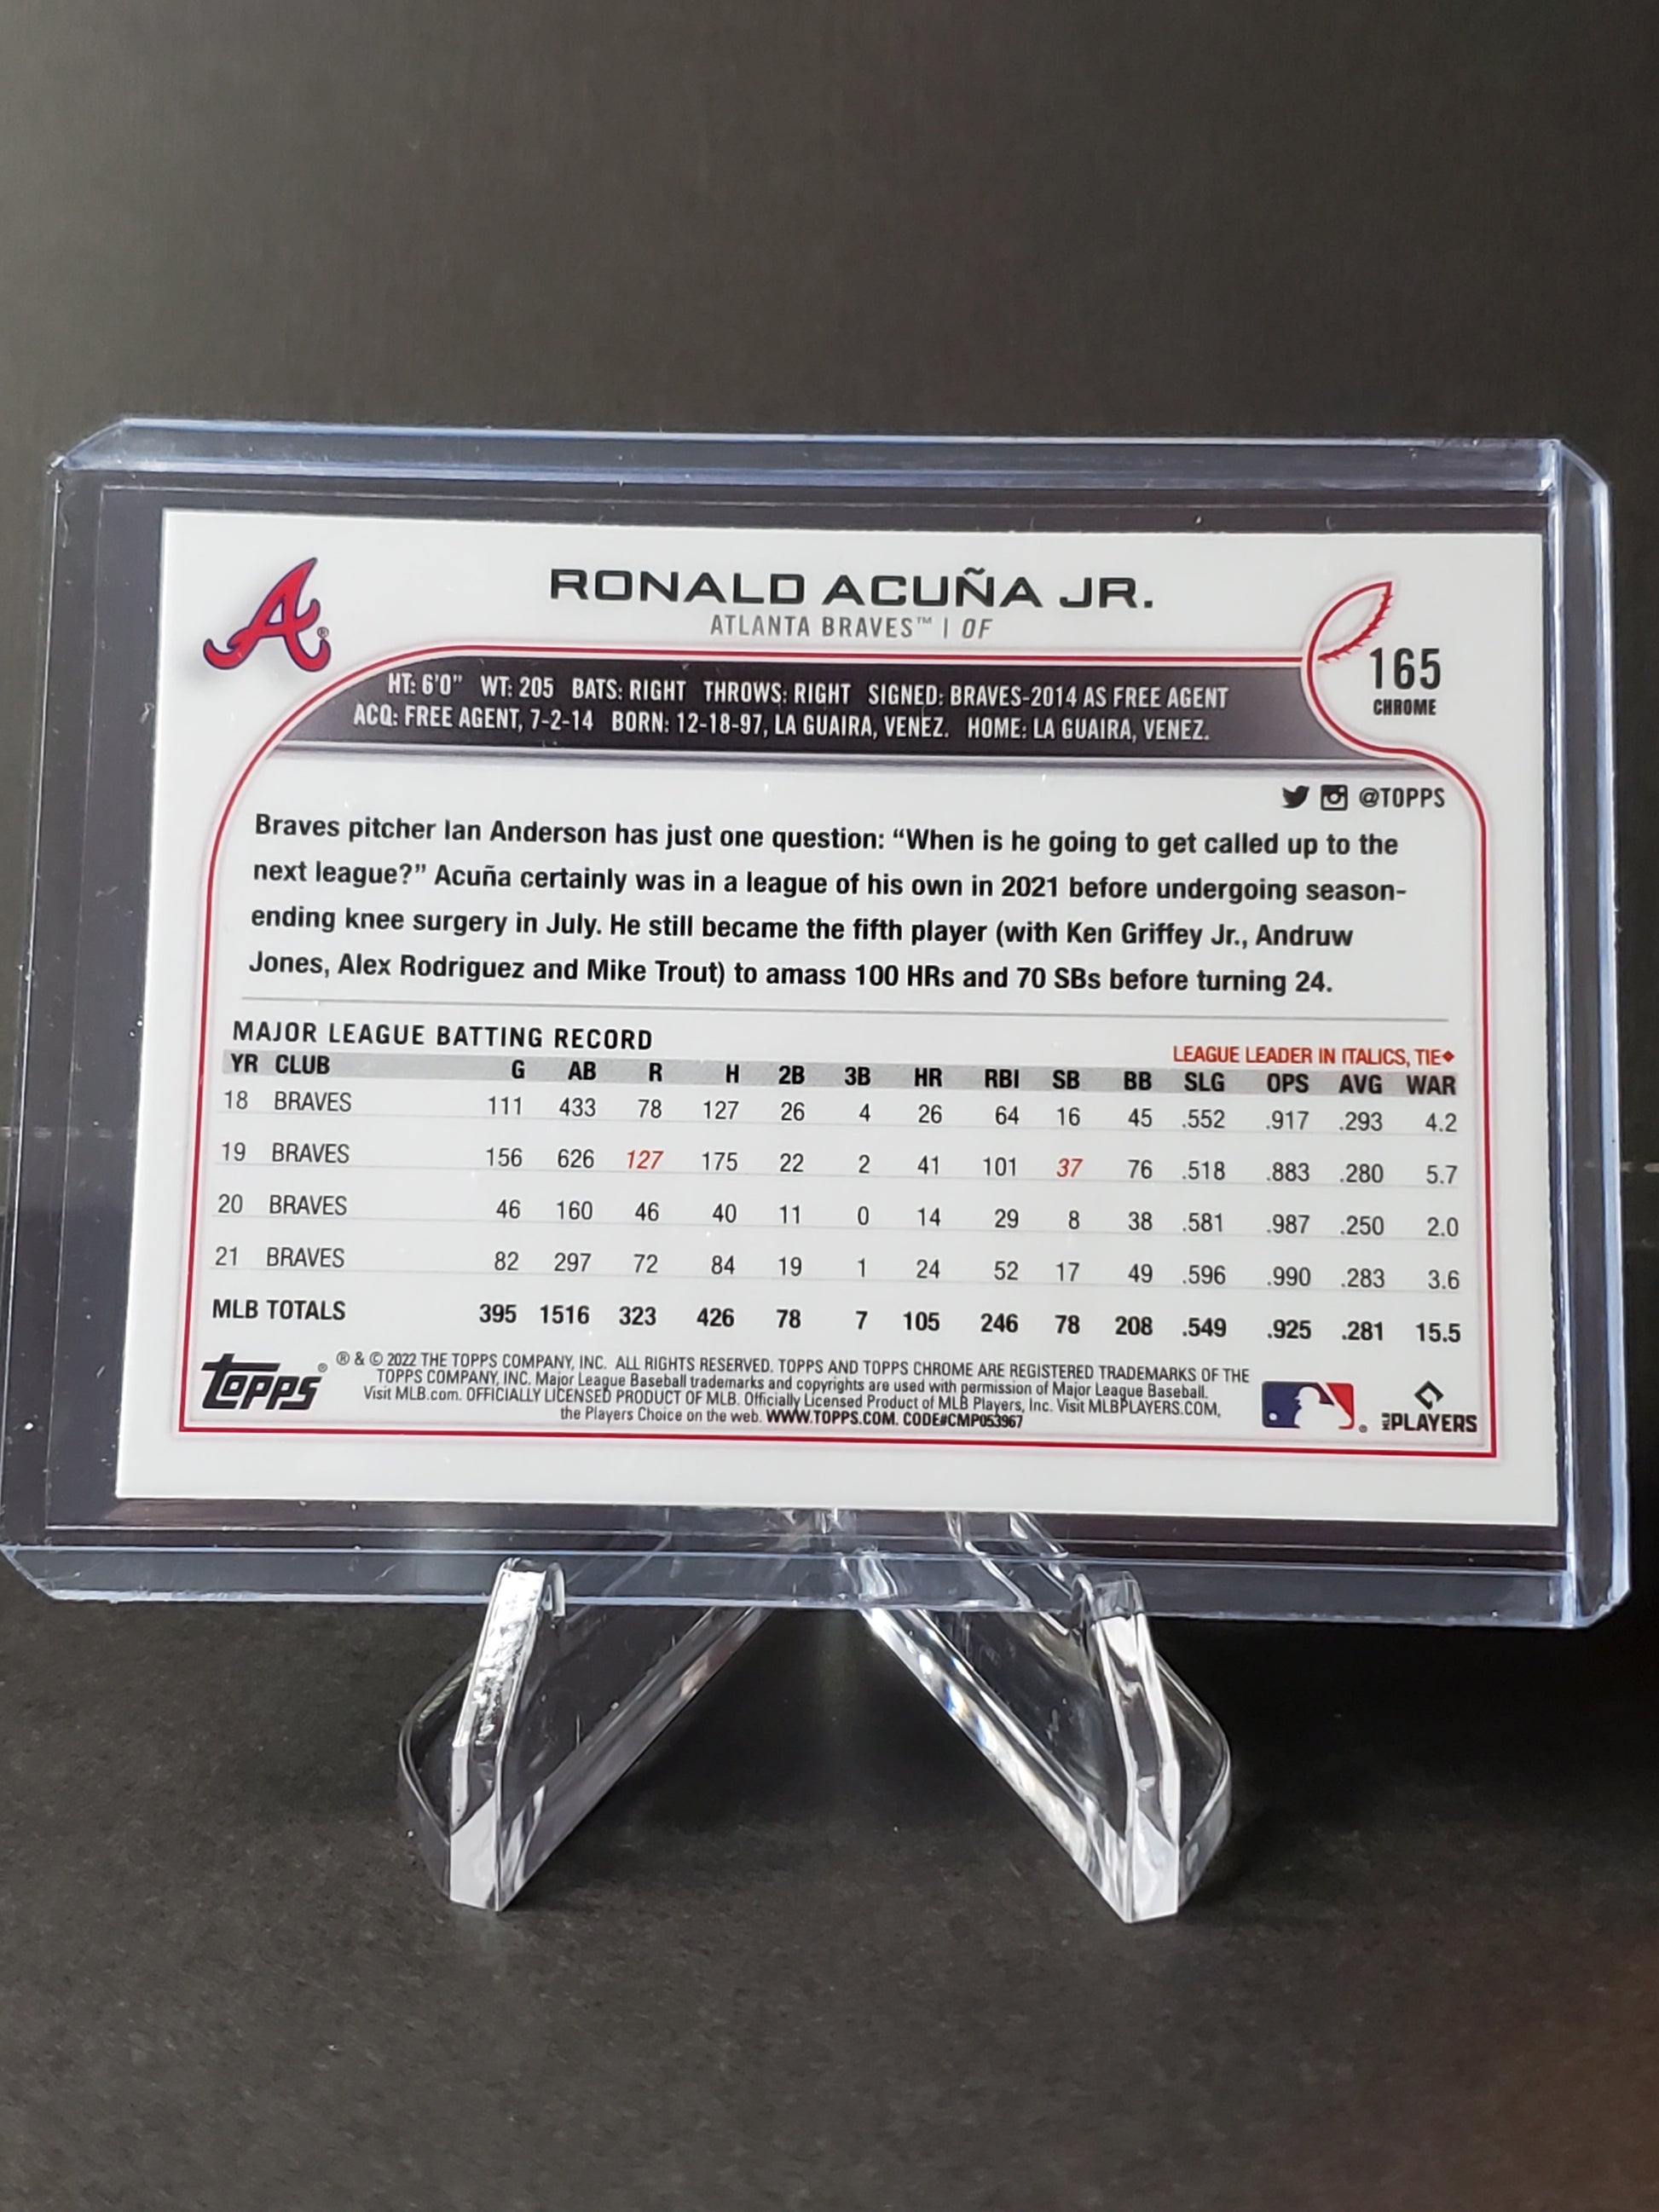 A®
RONALD ACUÑA JR.
ATLANTA BRAVES™ | OF
165
CHROME
HT: 6'0" WT: 205 BATS: RIGHT THROWS: RIGHT SIGNED: BRAVES-2014 AS FREE AGENT
ACQ: FREE AGENT, 7-2-14 BORN: 12-18-97, LA GUAIRA, VENEZ. HOME: LA GUAIRA, VENEZ.
@TOPPS
Braves pitcher Ian Anderson has just one question: “When is he going to get called up to the
next league?” Acuña certainly was in a league of his own in 2021 before undergoing season-
ending knee surgery in July. He still became the fifth player (with Ken Griffey Jr., Andruw
Jones, Alex Rodriguez and Mike Trout) to amass 100 HRs and 70 SBs before turning 24.
MAJOR LEAGUE BATTING RECORD
LEAGUE LEADER IN ITALICS, TIE◆
YR CLUB G AB R H 2B 3B HR RBI SB BB SLG OPS AVG WAR
18 BRAVES 111 433 78 127 26 4 26 64 16 45 .552 .917 .293 4.2
19 BRAVES 156 626 127 175 22 2 41 101 37 76 .518 .883 .280 5.7
20 BRAVES 46 160 46 40 11 0 14 29 8 38 .581 .987 .250 2.0
21 BRAVES 82 297 72 84 19 1 24 52 17 49 .596 .990 .283 3.6
MLB TOTALS 395 1516 323 426 78 7 105 246 78 208 .549 .925 .281 15.5
Topps®
® & © 2022 THE TOPPS COMPANY, INC. ALL RIGHTS RESERVED. TOPPS AND TOPPS CHROME ARE REGISTERED TRADEMARKS OF THE
TOPPS COMPANY, INC. Major League Baseball trademarks and copyrights are used with permission of Major League Baseball.
Visit MLB.com. OFFICIALLY LICENSED PRODUCT OF MLB. Officially Licensed Product of MLB Players, Inc. Visit MLBPLAYERS.COM,
the Players Choice on the web. WWW.TOPPS.COM. CODE#CMP053967
®
MLB PLAYERS